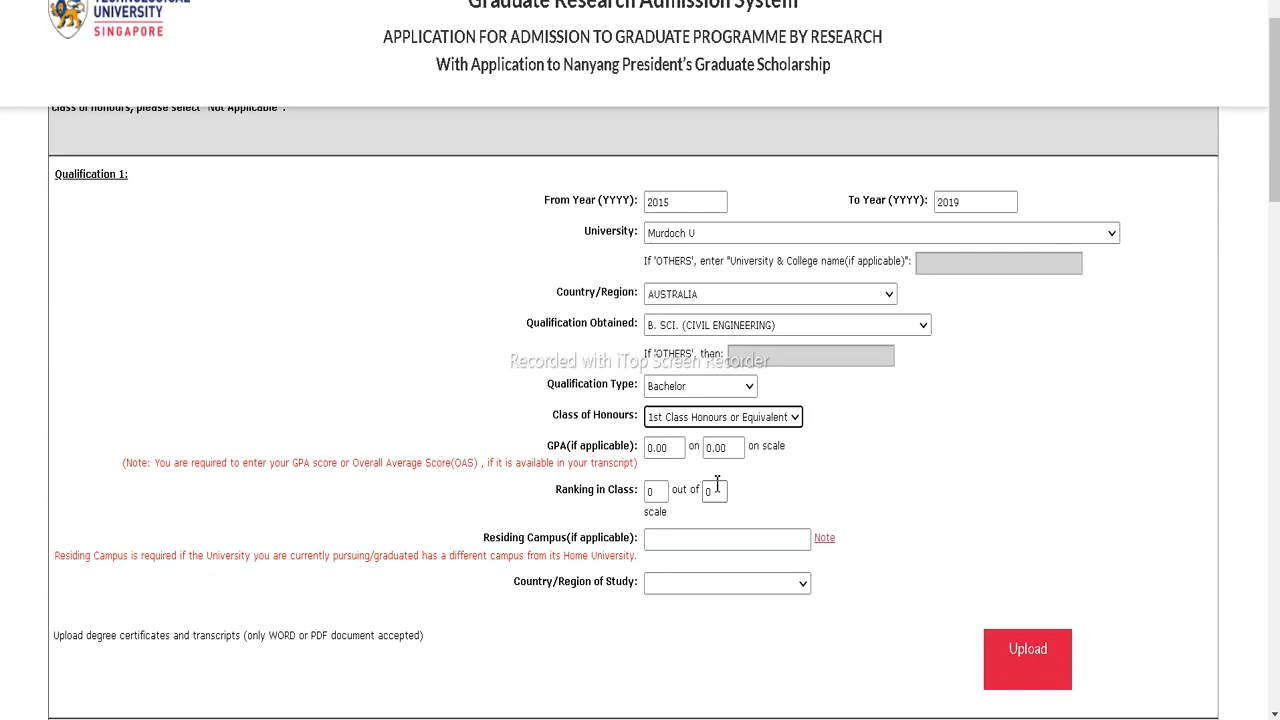 TECHNOLOGICAL
UNIVERSITY
SINGAPORE
Graduate Research Admission System
APPLICATION FOR ADMISSION TO GRADUATE PROGRAMME BY RESEARCH
With Application to Nanyang President's Graduate Scholarship
class of honours, please select "Not Applicable".
Qualification 1:
From Year (YYYY): 2015 To Year (YYYY): 2019
University: Murdoch U
If 'OTHERS', enter "University & College name(if applicable)":
Country/Region: AUSTRALIA
Qualification Obtained: B. SCI. (CIVIL ENGINEERING)
If 'OTHERS', then:
Recorded with iTop Screen Recorder
Qualification Type: Bachelor
Class of Honours: 1st Class Honours or Equivalent
GPA(if applicable): 0.00 on 0.00 on scale
(Note: You are required to enter your GPA score or Overall Average Score(OAS) , if it is available in your transcript)
Ranking in Class: 0 out of 0
scale
Residing Campus(if applicable): Note
Residing Campus is required if the University you are currently pursuing/graduated has a different campus from its Home University.
Country/Region of Study:
Upload degree certificates and transcripts (only WORD or PDF document accepted)
Upload